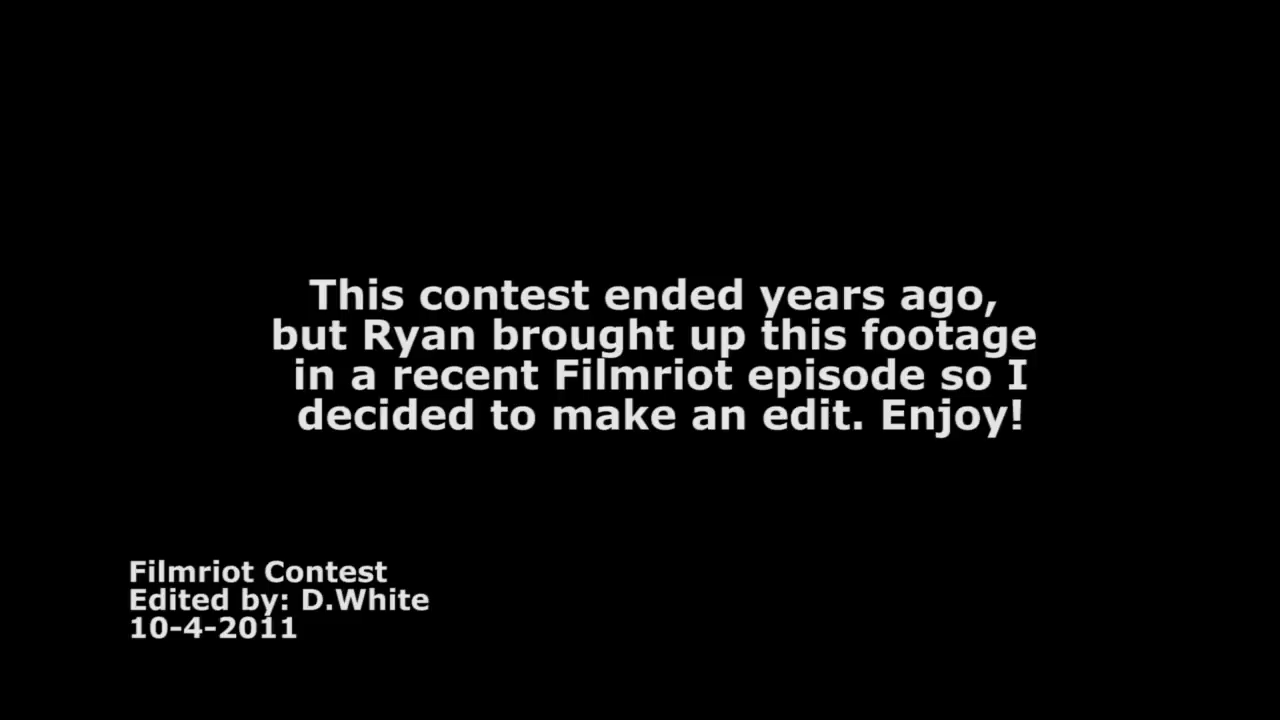 This contest ended years ago,
but Ryan brought up this footage
in a recent Filmriot episode so I
decided to make an edit. Enjoy!
Filmriot Contest
Edited by: D.White
10-4-2011